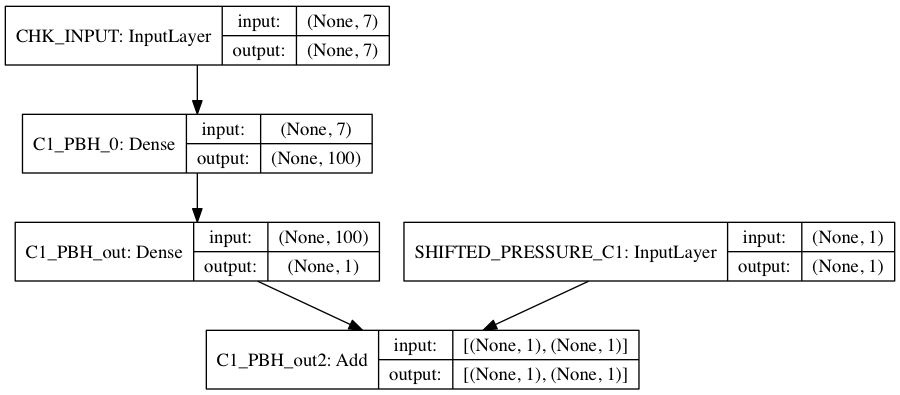 CHK_INPUT: InputLayer
input: (None, 7)
output: (None, 7)
C1_PBH_0: Dense
input: (None, 7)
output: (None, 100)
C1_PBH_out: Dense
input: (None, 100)
output: (None, 1)
SHIFTED_PRESSURE_C1: InputLayer
input: (None, 1)
output: (None, 1)
C1_PBH_out2: Add
input: [(None, 1), (None, 1)]
output: [(None, 1), (None, 1)]